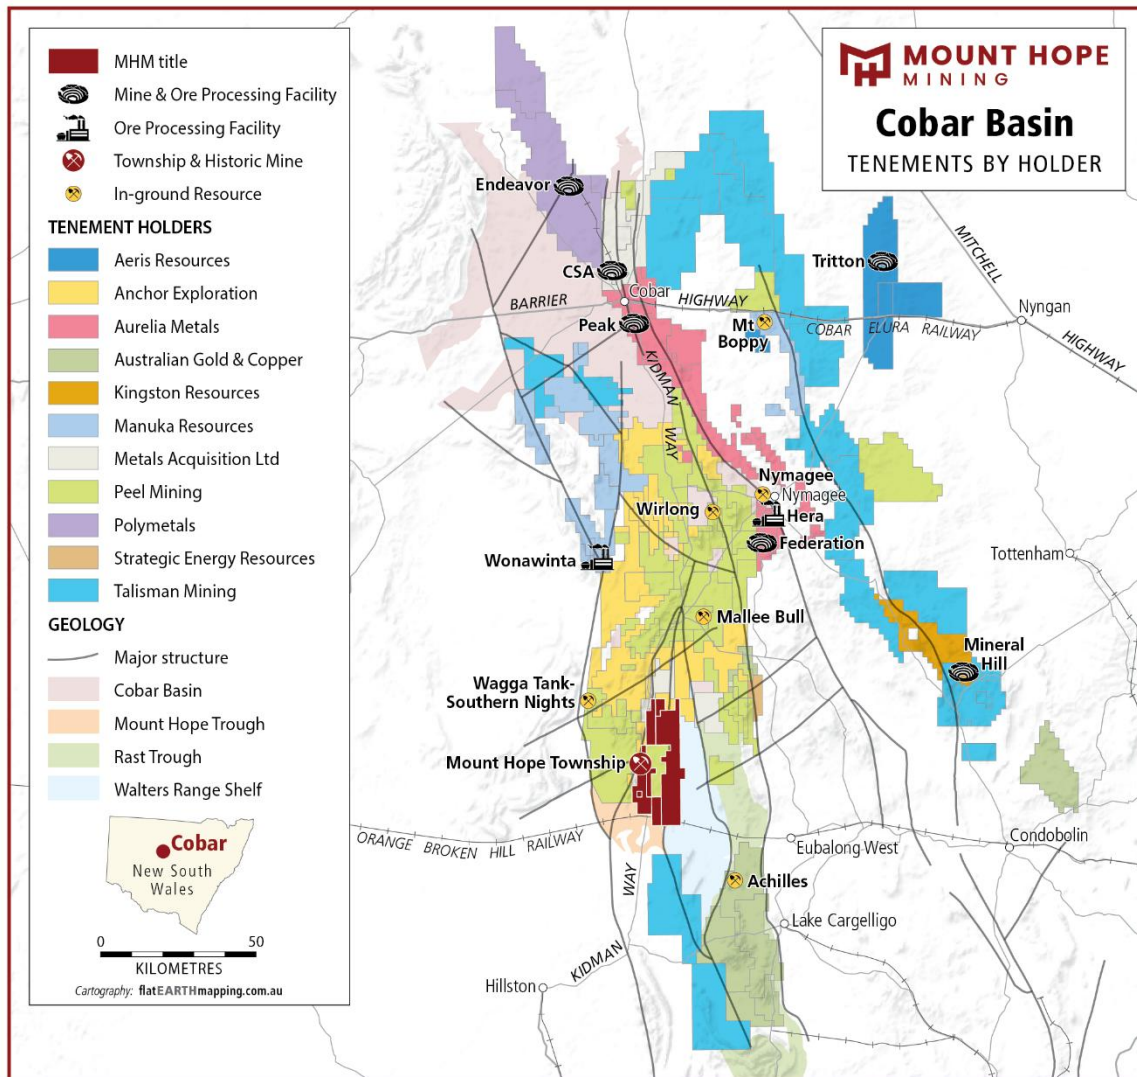 MHM title
Mine & Ore Processing Facility
Ore Processing Facility
Township & Historic Mine
In-ground Resource
TENEMENT HOLDERS
Aeris Resources
Anchor Exploration
Aurelia Metals
Australian Gold & Copper
Kingston Resources
Manuka Resources
Metals Acquisition Ltd
Peel Mining
Polymetals
Strategic Energy Resources
Talisman Mining
GEOLOGY
Major structure
Cobar Basin
Mount Hope Trough
Rast Trough
Walters Range Shelf
Cobar
New South
Wales
0 50
KILOMETRES
Cartography: flatEARTHmapping.com.au
MOUNT HOPE
MINING
Cobar Basin
TENEMENTS BY HOLDER
Endeavor
CSA
Cobar
BARRIER HIGHWAY
Peak
Mt
Boppy
Tritton
COBAR ELURA RAILWAY
MITCHELL
HIGHWAY
Nyngan
KIDMAN
WAY
Nymagee
Nymagee
Hera
Federation
Wirlong
Wonawinta
Tottenham
Mallee Bull
Mineral
Hill
Wagga Tank-
Southern Nights
Mount Hope Township
ORANGE BROKEN HILL RAILWAY
Eubalong West
Condobolin
Achilles
Lake Cargelligo
WAY
KIDMAN
Hillston